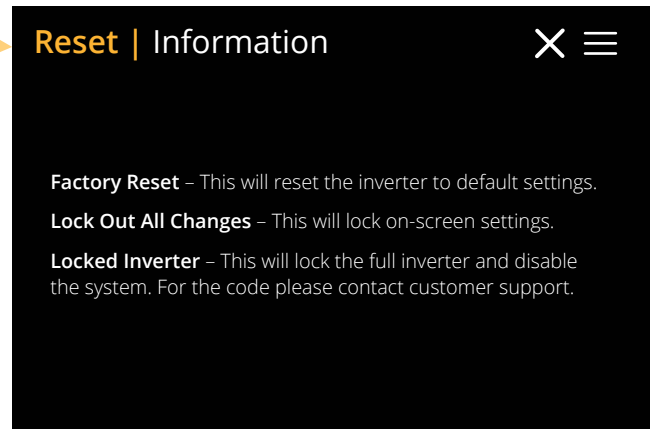 Reset | Information
Factory Reset – This will reset the inverter to default settings.
Lock Out All Changes – This will lock on-screen settings.
Locked Inverter – This will lock the full inverter and disable
the system. For the code please contact customer support.